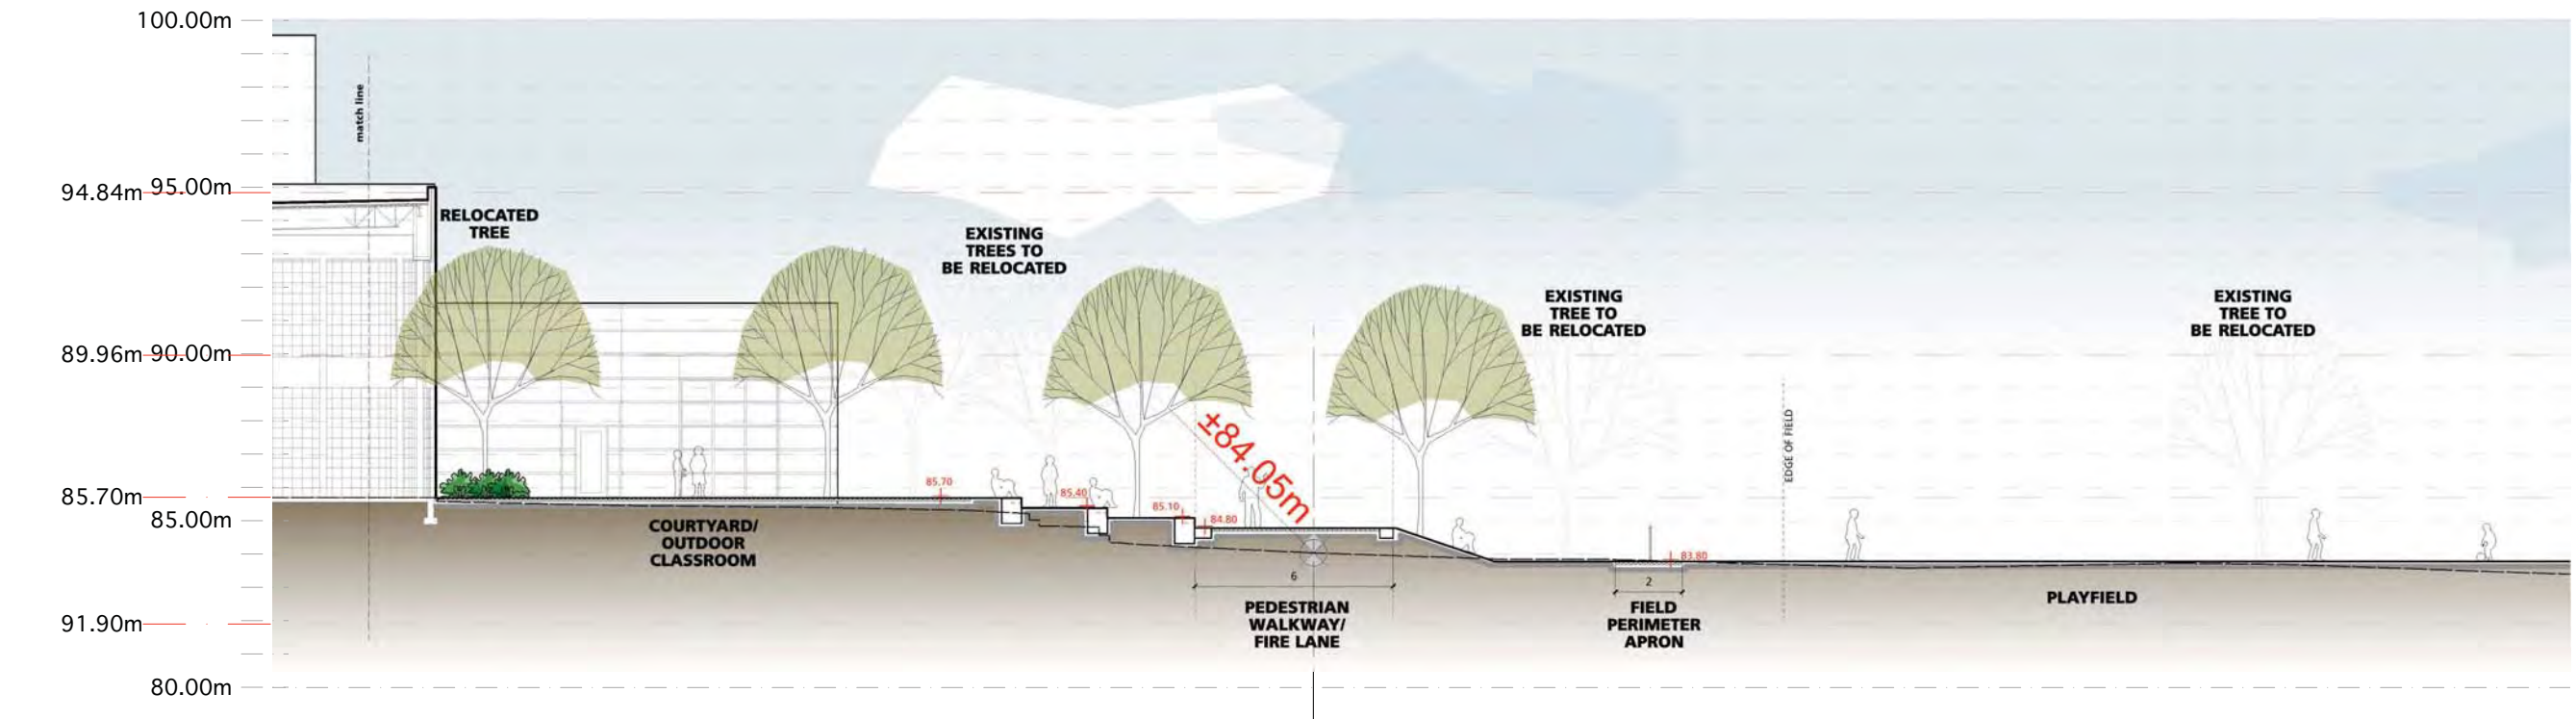 100.00m
match line
94.84m
95.00m
RELOCATED
TREE
EXISTING
TREES TO
BE RELOCATED
EXISTING
TREE TO
BE RELOCATED
EXISTING
TREE TO
BE RELOCATED
89.96m
90.00m
±84.05m
EDGE OF FIELD
85.70m
85.70
85.40
85.10
84.80
85.00m
COURTYARD/
OUTDOOR
CLASSROOM
83.80
6
2
PEDESTRIAN
WALKWAY/
FIRE LANE
FIELD
PERIMETER
APRON
PLAYFIELD
91.90m
80.00m